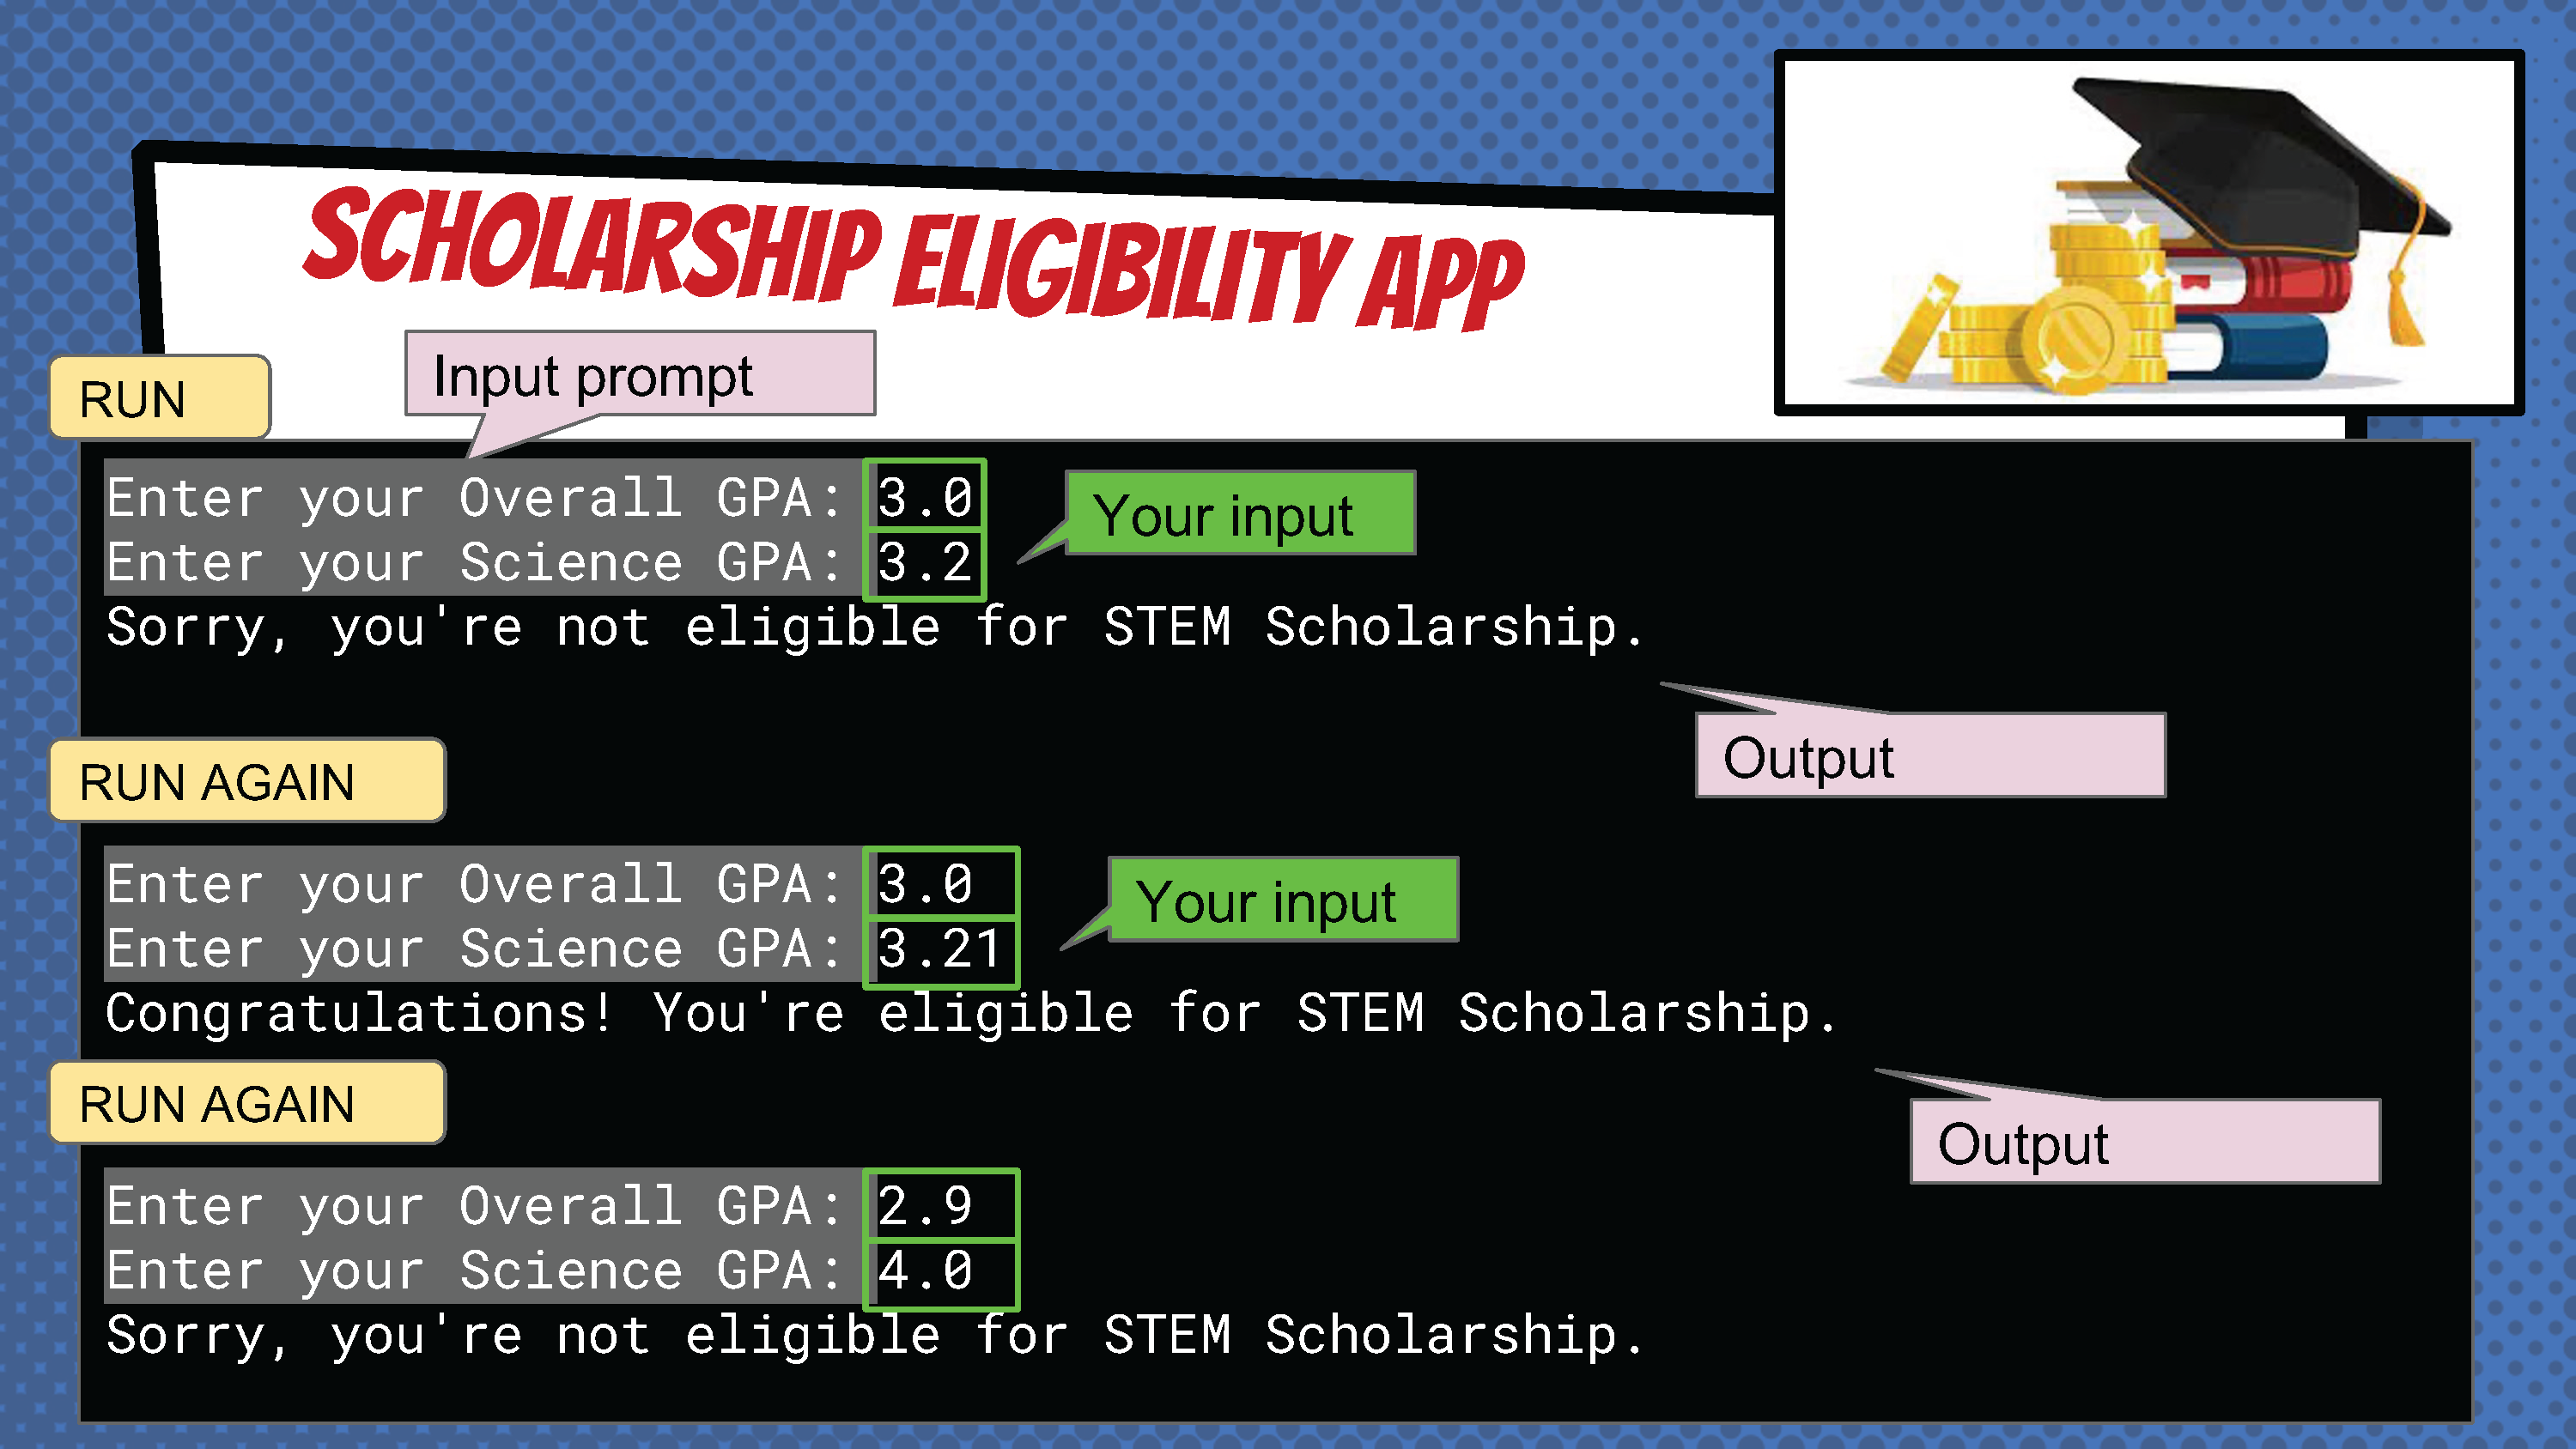 SCHOLARSHIP ELIGIBILITY APP
Input prompt
RUN
Enter your Overall GPA: 3.0
Your input
Enter your Science GPA: 3.2
Sorry, you're not eligible for STEM Scholarship.
Output
RUN AGAIN
Enter your Overall GPA: 3.0
Your input
Enter your Science GPA: 3.21
Congratulations! You're eligible for STEM Scholarship.
RUN AGAIN
Output
Enter your Overall GPA: 2.9
Enter your Science GPA: 4.0
Sorry, you're not eligible for STEM Scholarship.